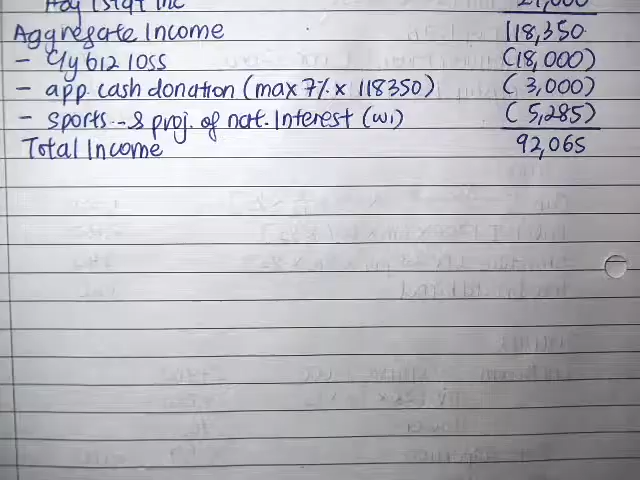 Aggregate Income 118,350
- c/y biz loss (18,000)
- app. cash donation (max 7% x 118350) (3,000)
- sports.. & proj. of nat. Interest (W1) (5,285)
Total Income 92,065